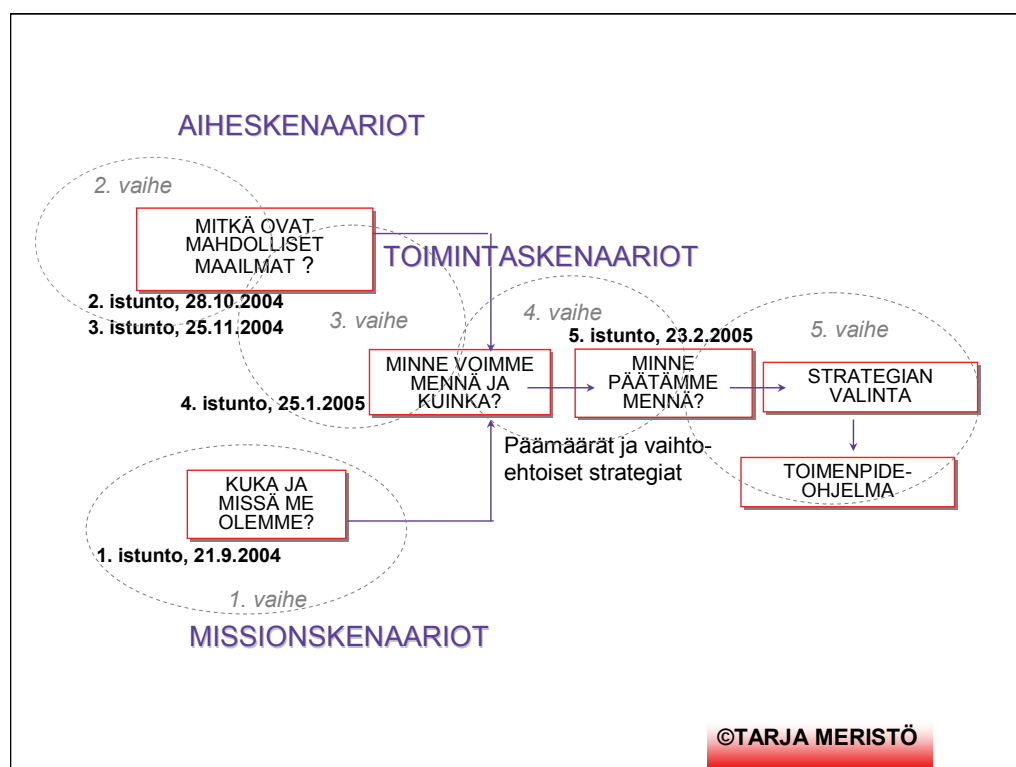 AIHESKENAARIOT
2. vaihe
MITKÄ OVAT
MAHDOLLISET
MAAILMAT ?
2. istunto, 28.10.2004
3. istunto, 25.11.2004
TOIMINTASKENAARIOT
3. vaihe
4. vaihe
5. vaihe
5. istunto, 23.2.2005
MINNE VOIMME
MENNÄ JA
KUINKA?
4. istunto, 25.1.2005
MINNE
PÄÄTÄMME
MENNÄ?
STRATEGIAN
VALINTA
Päämäärät ja vaihto-
ehtoiset strategiat
TOIMENPIDE-
OHJELMA
KUKA JA
MISSÄ ME
OLEMME?
1. istunto, 21.9.2004
1. vaihe
MISSIONSKENAARIOT
©TARJA MERISTÖ